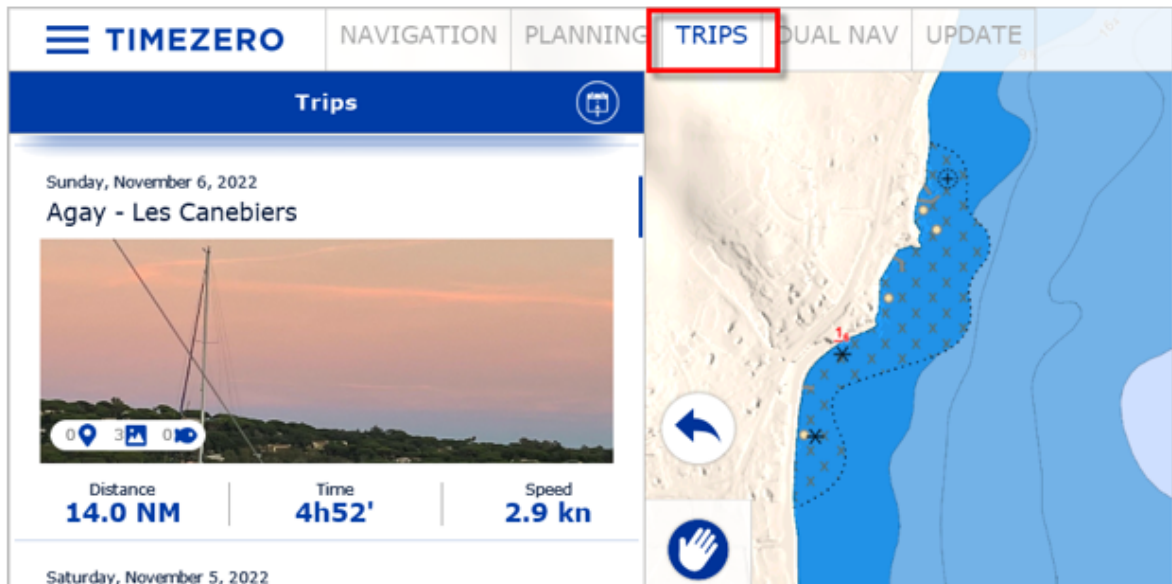 TIMEZERO
NAVIGATION
PLANNING
TRIPS
DUAL NAV
UPDATE
Trips
Sunday, November 6, 2022
Agay - Les Canebiers
0 3 0
Distance Time Speed
14.0 NM 4h52' 2.9 kn
Saturday, November 5, 2022